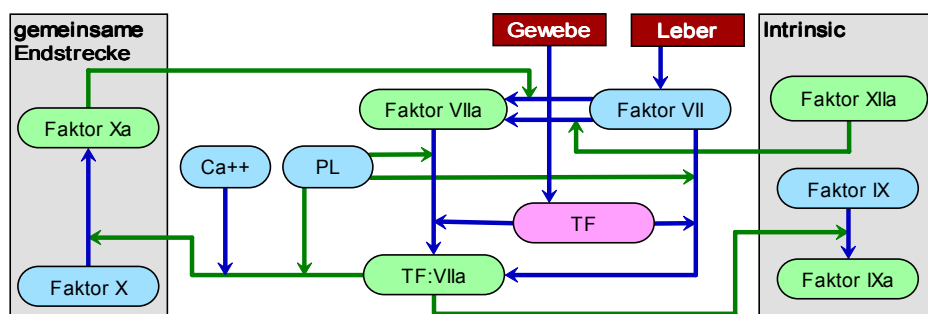 gemeinsame
Endstrecke
Gewebe
Leber
Intrinsic
Faktor Xa
Faktor VIIa
Faktor VII
Faktor XIIa
Ca++
PL
Faktor IX
TF
Faktor X
TF:VIIa
Faktor IXa